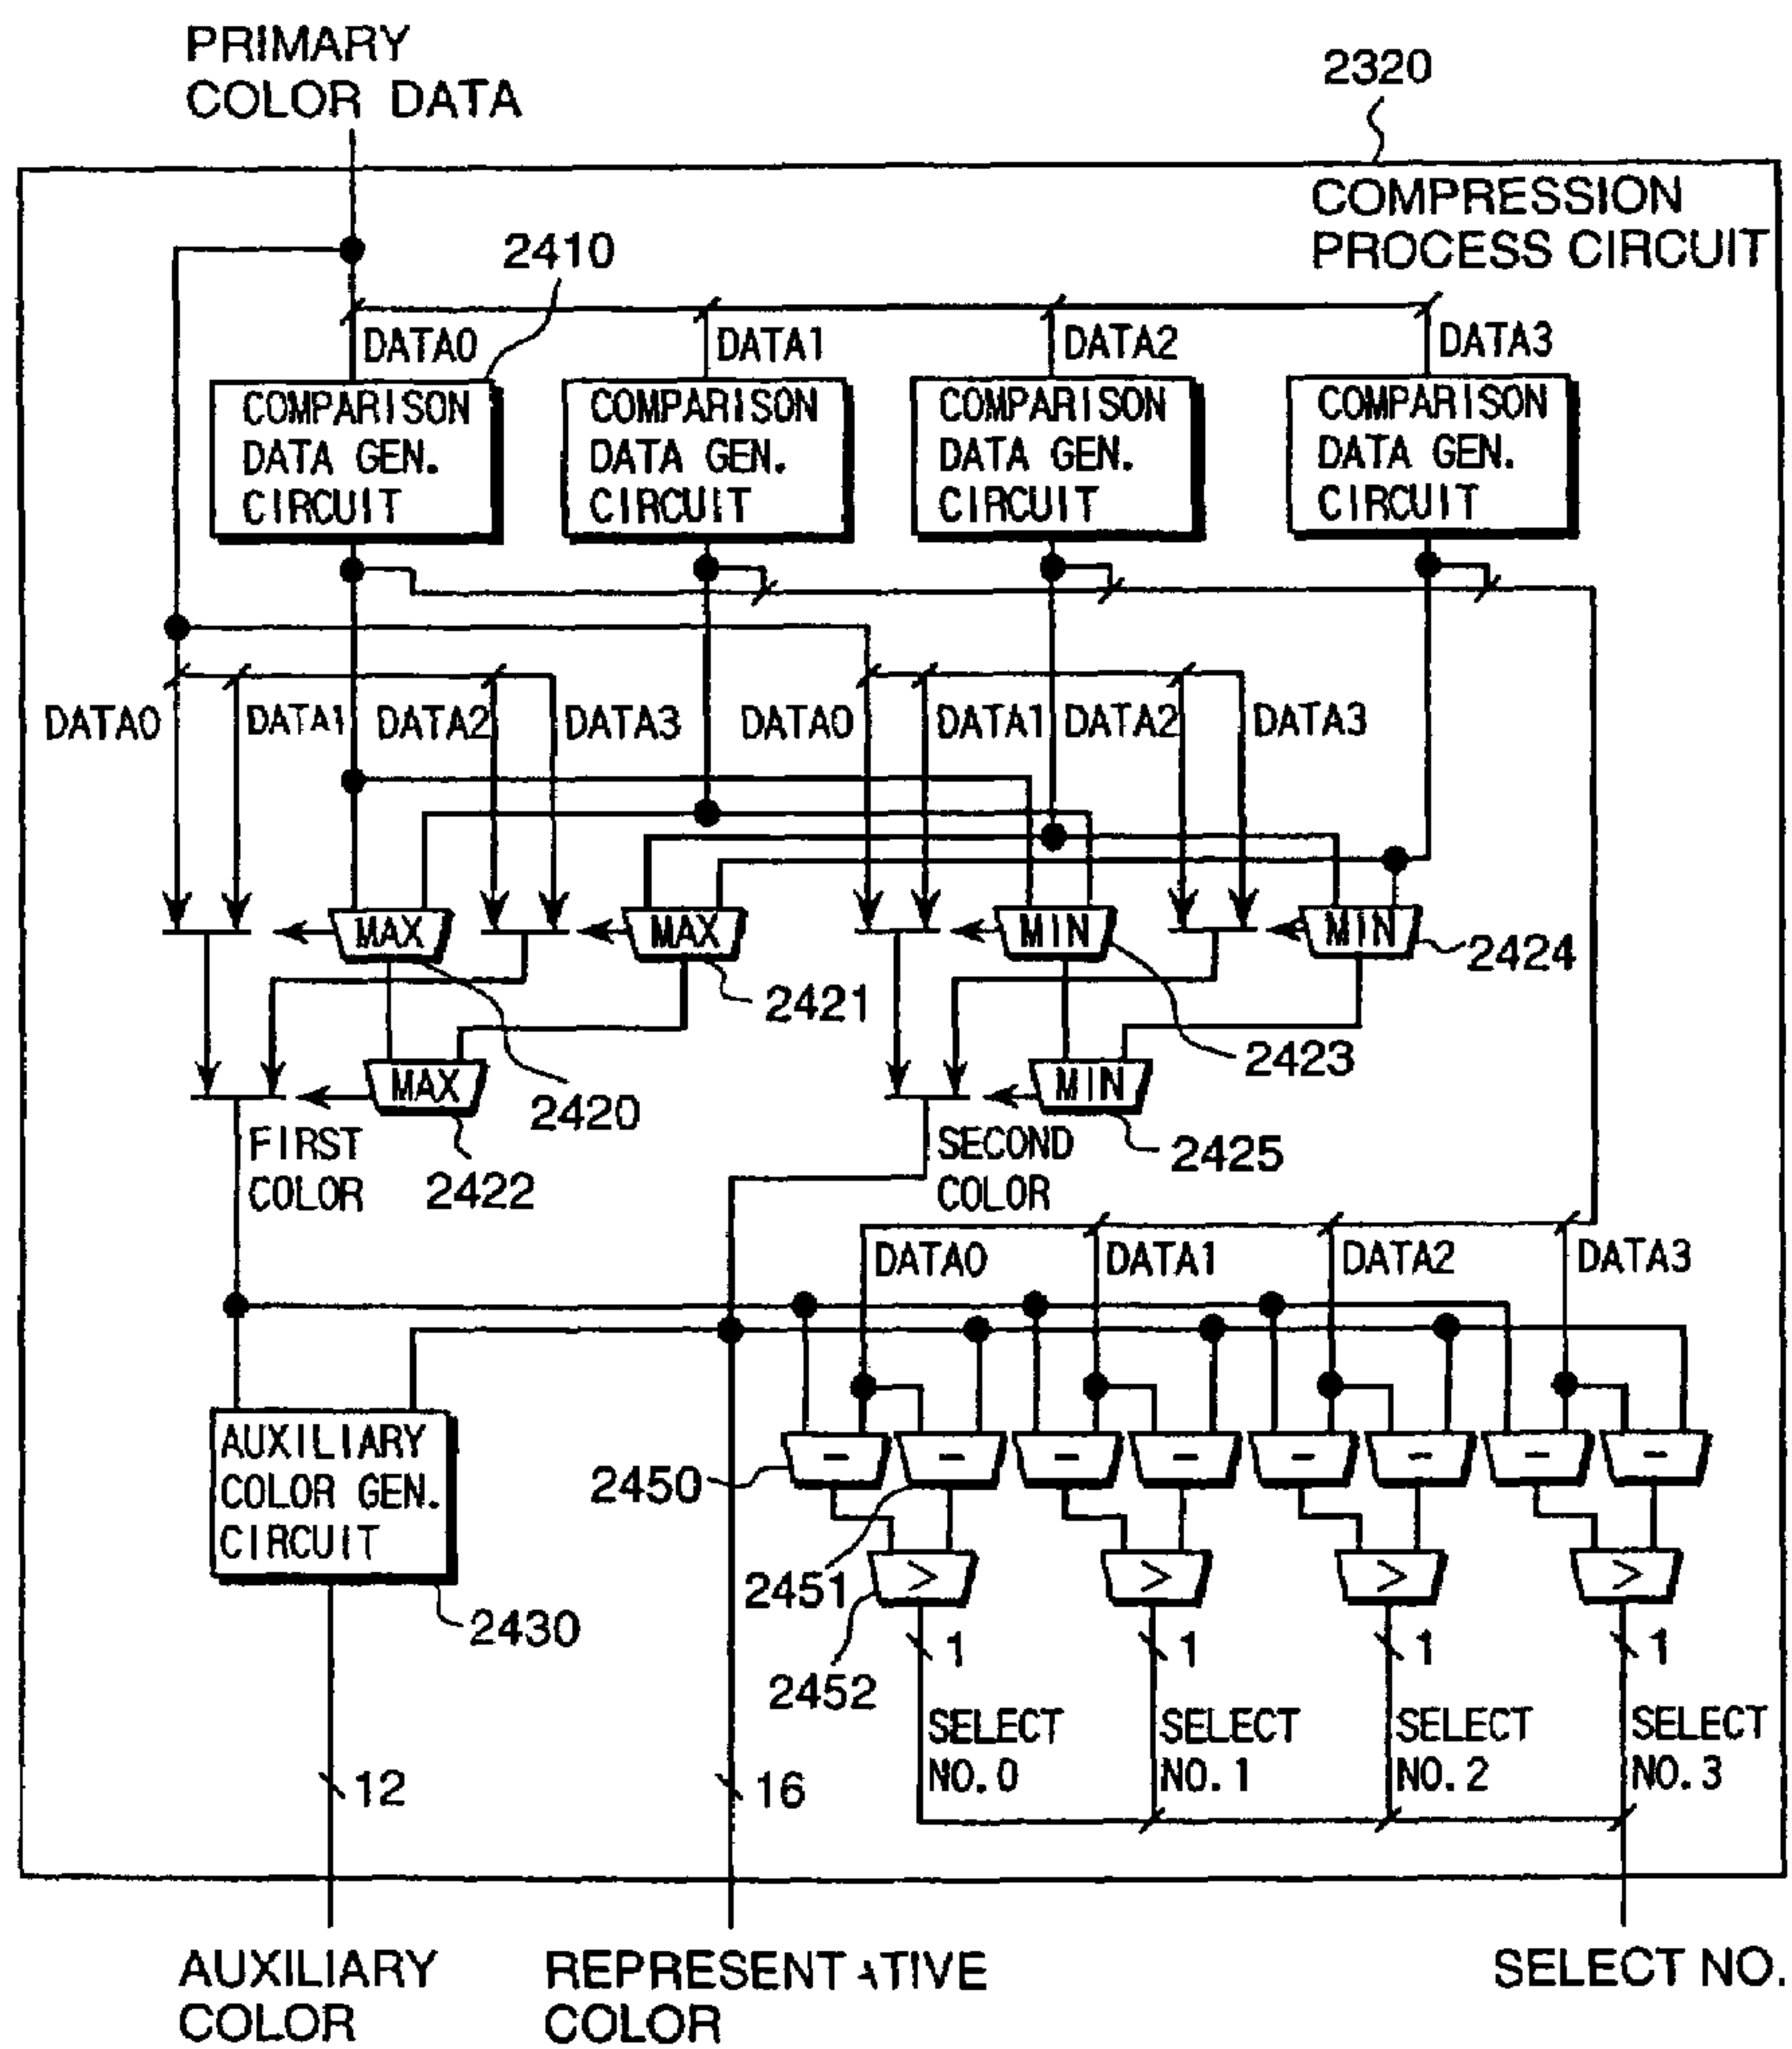 PRIMARY
COLOR DATA
2320
COMPRESSION
PROCESS CIRCUIT
2410
DATA0
DATA1
DATA2
DATA3
COMPARISON
DATA GEN.
CIRCUIT
COMPARISON
DATA GEN.
CIRCUIT
COMPARISON
DATA GEN.
CIRCUIT
COMPARISON
DATA GEN.
CIRCUIT
DATA0
DATA1
DATA2
DATA3
DATA0
DATA1
DATA2
DATA3
MAX
MAX
MIN
MIN
2424
2421
2423
MAX
MIN
2420
2422
2425
FIRST
COLOR
SECOND
COLOR
DATA0
DATA1
DATA2
DATA3
AUXILIARY
COLOR GEN.
CIRCUIT
2430
- - - - - - - -
2450
2451
> > > >
2452
1
1
1
1
SELECT
NO.0
SELECT
NO.1
SELECT
NO.2
SELECT
NO.3
12
16
AUXILIARY
COLOR
REPRESENTATIVE
COLOR
SELECT NO.